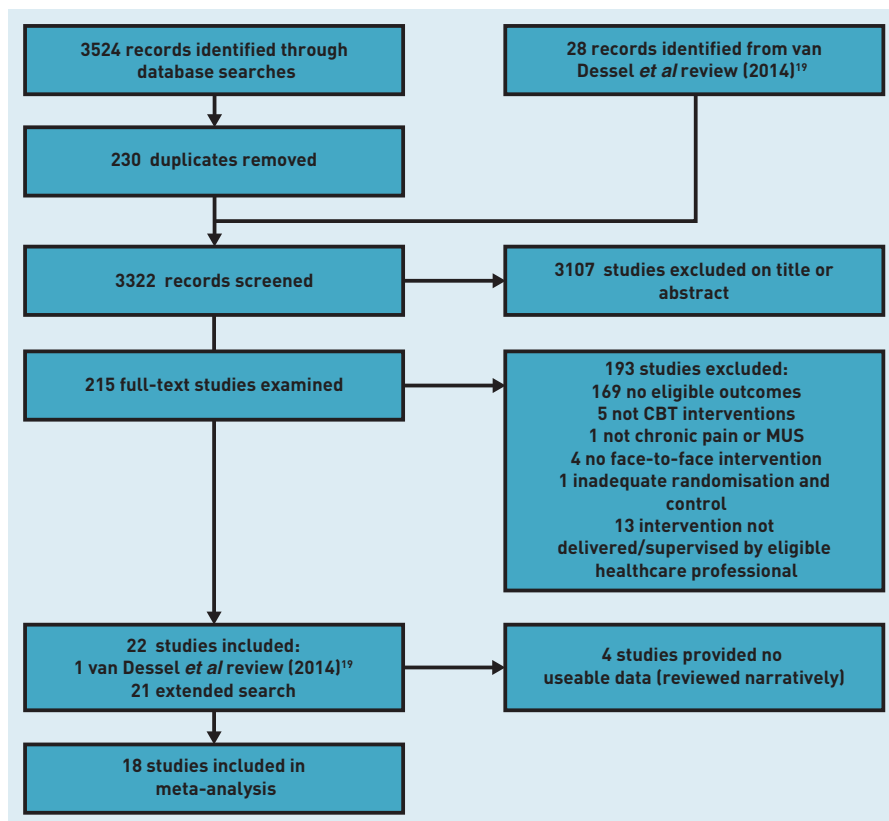 3524 records identified through
database searches
28 records identified from van
Dessel et al review (2014)19
230 duplicates removed
3322 records screened
3107 studies excluded on title or
abstract
215 full-text studies examined
193 studies excluded:
169 no eligible outcomes
5 not CBT interventions
1 not chronic pain or MUS
4 no face-to-face intervention
1 inadequate randomisation and
control
13 intervention not
delivered/supervised by eligible
healthcare professional
22 studies included:
1 van Dessel et al review (2014)19
21 extended search
4 studies provided no
useable data (reviewed narratively)
18 studies included in
meta-analysis